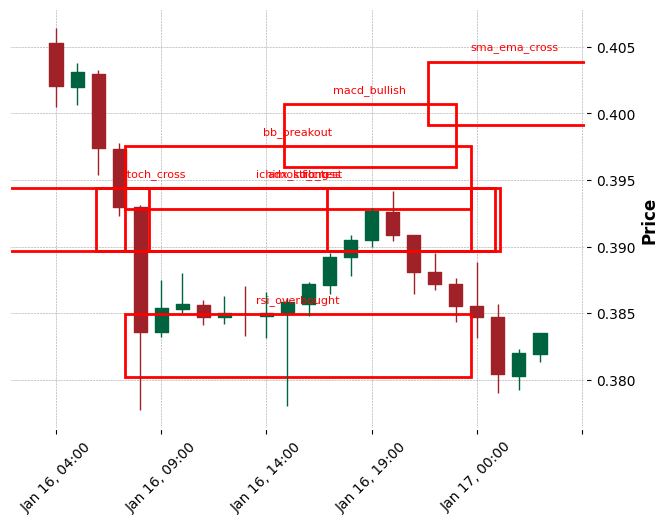 sma_ema_cross
macd_bullish
bb_breakout
toch_cross
rsi_overbought
0.405
0.400
0.395
0.390
0.385
0.380
Price
Jan 16, 04:00
Jan 16, 09:00
Jan 16, 14:00
Jan 16, 19:00
Jan 17, 00:00